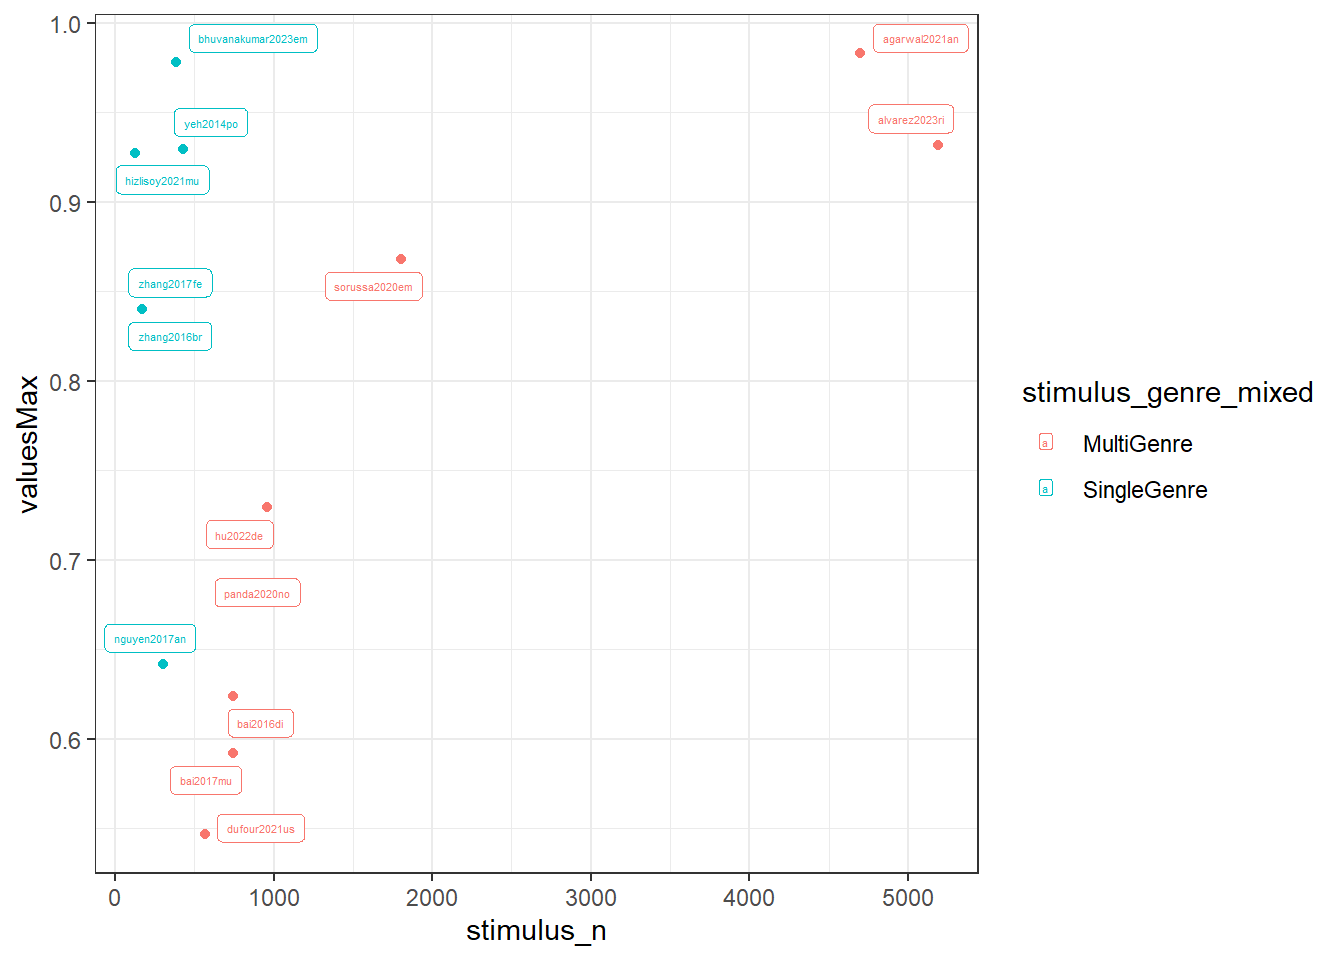 1.0
0.9
0.8
0.7
0.6
valuesMax
bhuvanakumar2023em
agarwal2021an
yeh2014po
alvarez2023ri
hizlisoy2021mu
zhang2017fe
sorussa2020em
zhang2016br
hu2022de
panda2020no
nguyen2017an
bai2016di
bai2017mu
dufour2021us
0 1000 2000 3000 4000 5000
stimulus_n
stimulus_genre_mixed
a MultiGenre
a SingleGenre